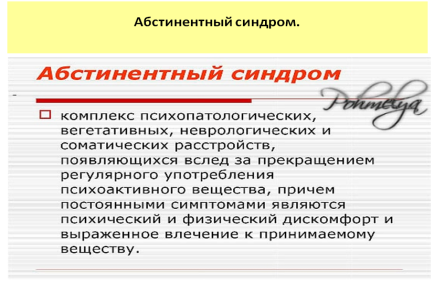 Абстинентный синдром.
Абстинентный синдром
Pohmelya
комплекс психопатологических,
вегетативных, неврологических и
соматических расстройств,
появляющихся вслед за прекращением
регулярного употребления
психоактивного вещества, причем
постоянными симптомами являются
психический и физический дискомфорт и
выраженное влечение к принимаемому
веществу.